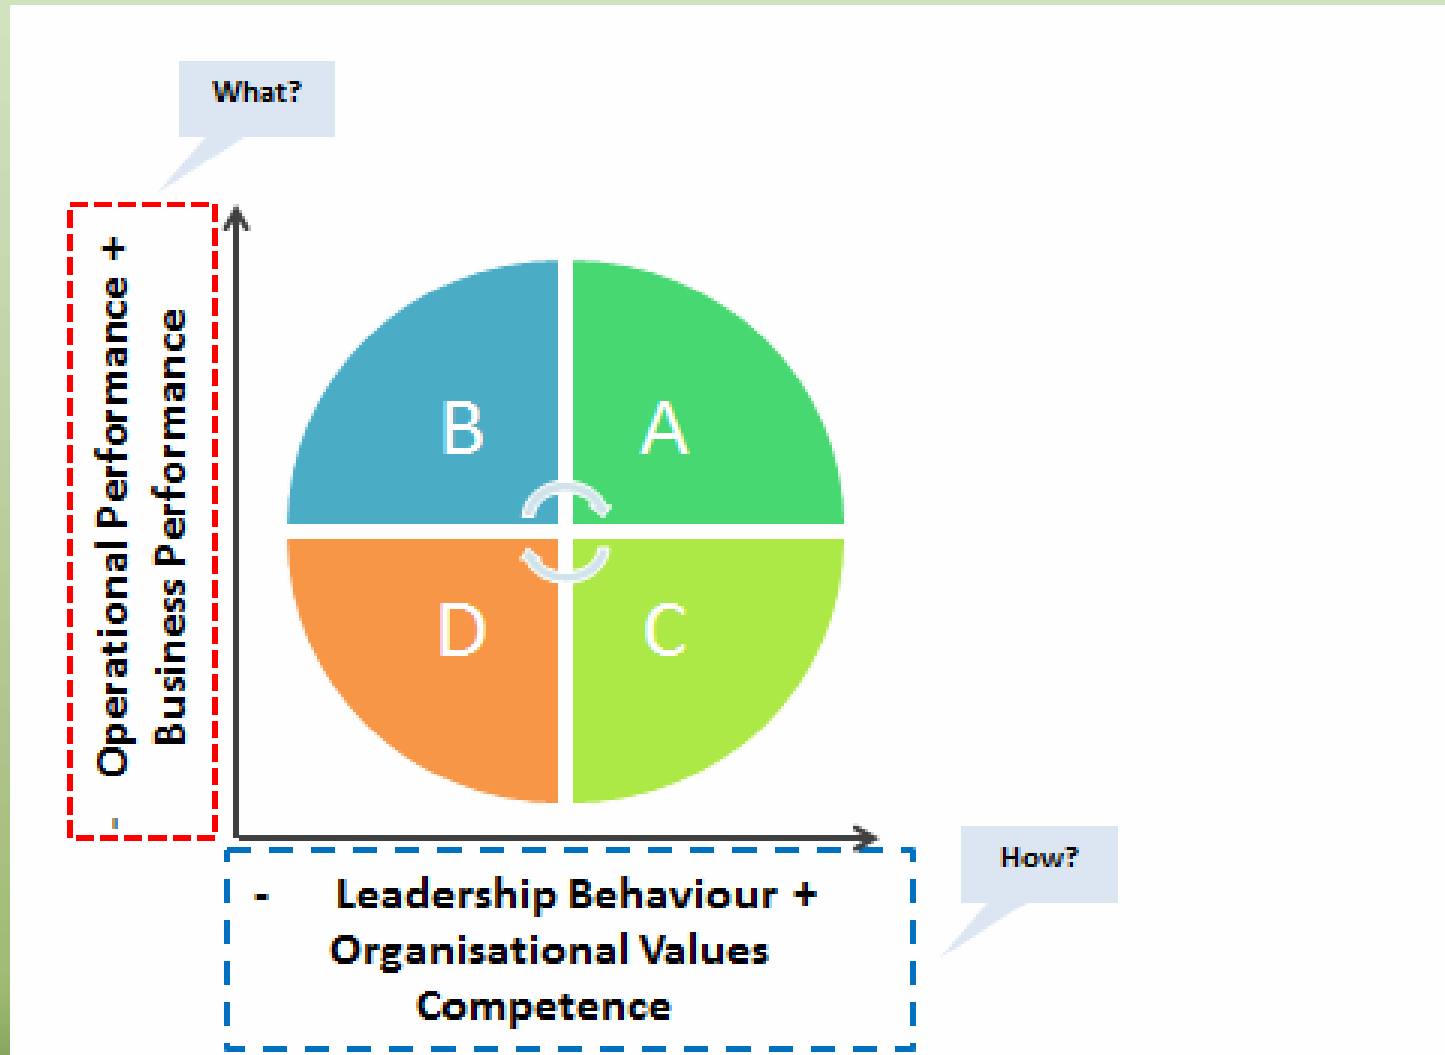 What?
- Operational Performance +
Business Performance
B
A
D
C
How?
- Leadership Behaviour +
Organisational Values
Competence